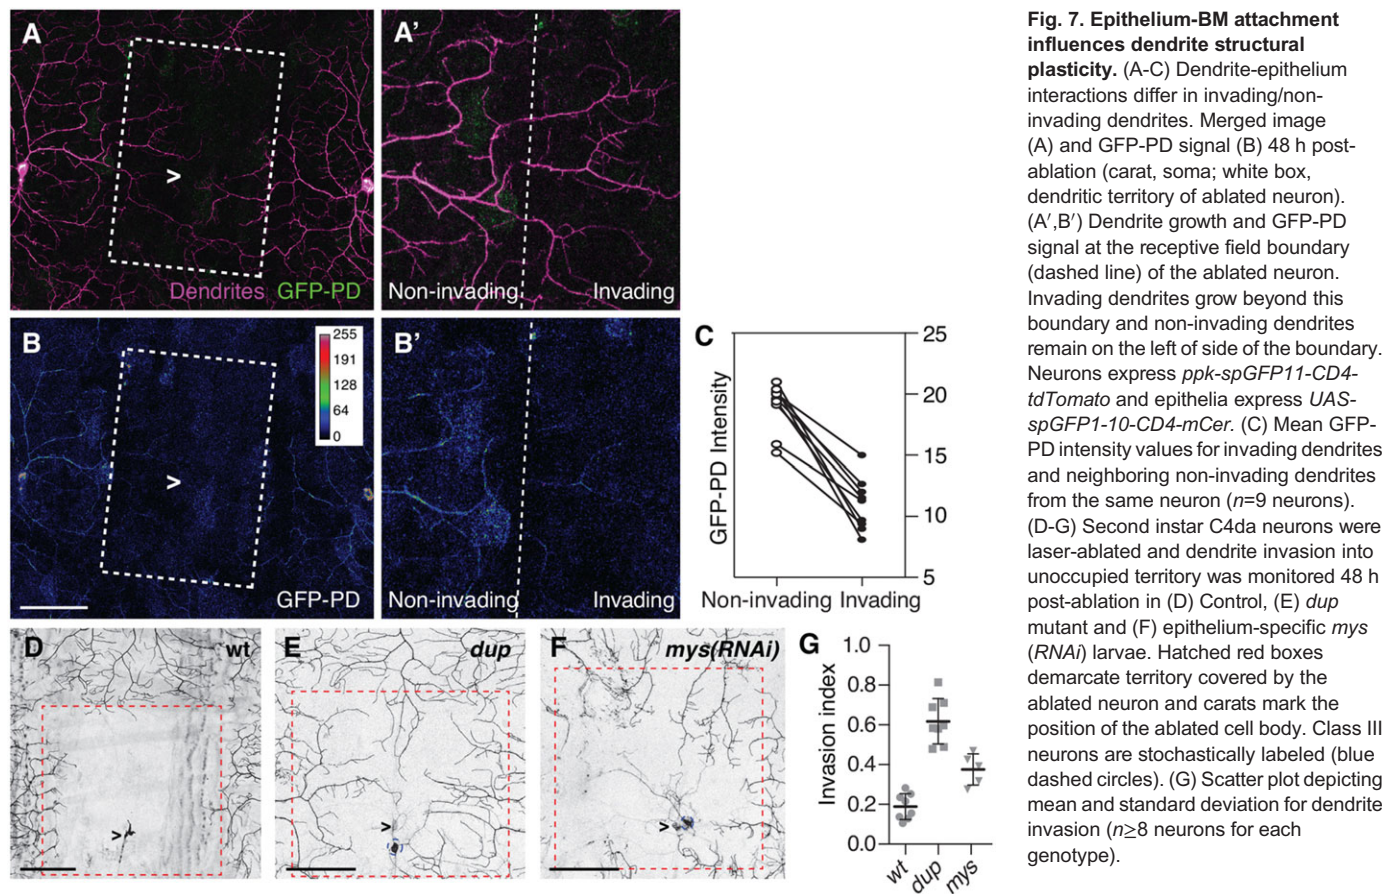 A
A′
Dendrites GFP-PD
Non-invading
Invading
>
B
B'
255
191
128
64
0
>
GFP-PD
Non-invading
Invading
C
GFP-PD Intensity
25
20
15
10
5
Non-invading Invading
D
wt
>
E
dup
>
F
mys(RNAi)
>
G
Invasion index
1.0
0.8
0.6
0.4
0.2
0.0
wt
dup
mys
Fig. 7. Epithelium-BM attachment
influences dendrite structural
plasticity. (A-C) Dendrite-epithelium
interactions differ in invading/non-
invading dendrites. Merged image
(A) and GFP-PD signal (B) 48 h post-
ablation (carat, soma; white box,
dendritic territory of ablated neuron).
(A′,B′) Dendrite growth and GFP-PD
signal at the receptive field boundary
(dashed line) of the ablated neuron.
Invading dendrites grow beyond this
boundary and non-invading dendrites
remain on the left of side of the boundary.
Neurons express ppk-spGFP11-CD4-
tdTomato and epithelia express UAS-
spGFP1-10-CD4-mCer. (C) Mean GFP-
PD intensity values for invading dendrites
and neighboring non-invading dendrites
from the same neuron (n=9 neurons).
(D-G) Second instar C4da neurons were
laser-ablated and dendrite invasion into
unoccupied territory was monitored 48 h
post-ablation in (D) Control, (E) dup
mutant and (F) epithelium-specific mys
(RNAi) larvae. Hatched red boxes
demarcate territory covered by the
ablated neuron and carats mark the
position of the ablated cell body. Class III
neurons are stochastically labeled (blue
dashed circles). (G) Scatter plot depicting
mean and standard deviation for dendrite
invasion (n≥8 neurons for each
genotype).